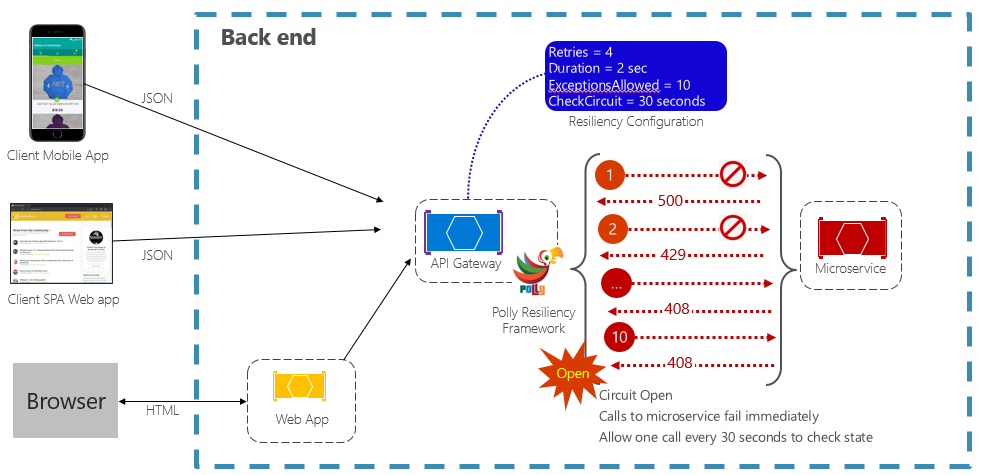 Back end
Retries = 4
Duration = 2 sec
ExceptionsAllowed = 10
CheckCircuit = 30 seconds
Resiliency Configuration
JSON
Client Mobile App
1
500
2
429
...
408
10
408
Open
API Gateway
Polly
Polly Resiliency
Framework
Microservice
JSON
Client SPA Web app
Browser
HTML
Web App
Circuit Open
Calls to microservice fail immediately
Allow one call every 30 seconds to check state